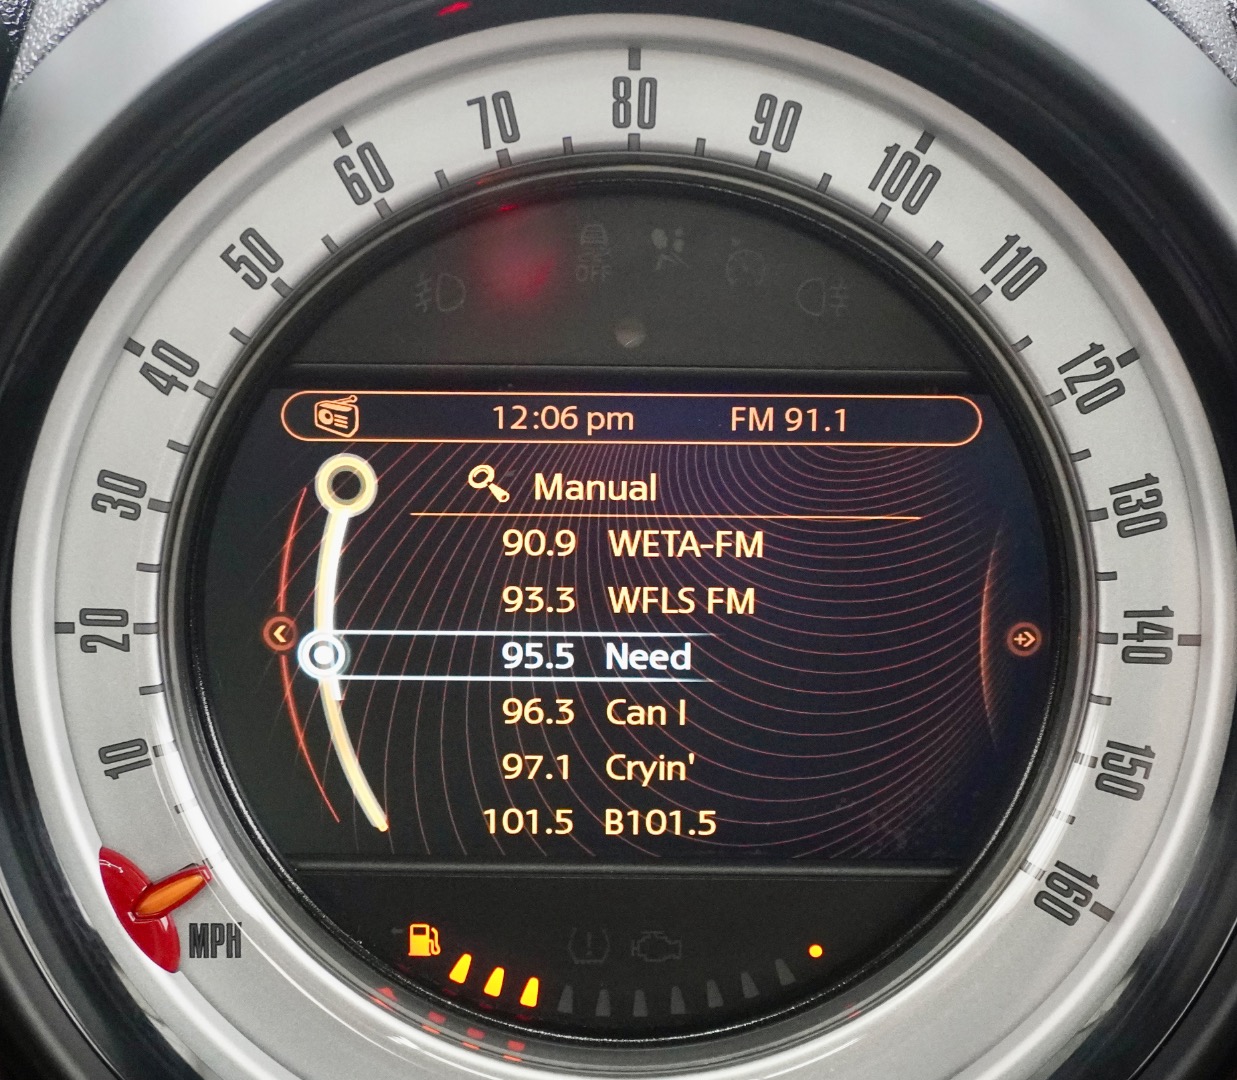 10
20
30
40
50
60
70
80
90
100
110
120
130
140
150
160
MPH
OFF
12:06 pm FM 91.1
Manual
90.9 WETA-FM
93.3 WFLS FM
95.5 Need
96.3 Can I
97.1 Cryin'
101.5 B101.5